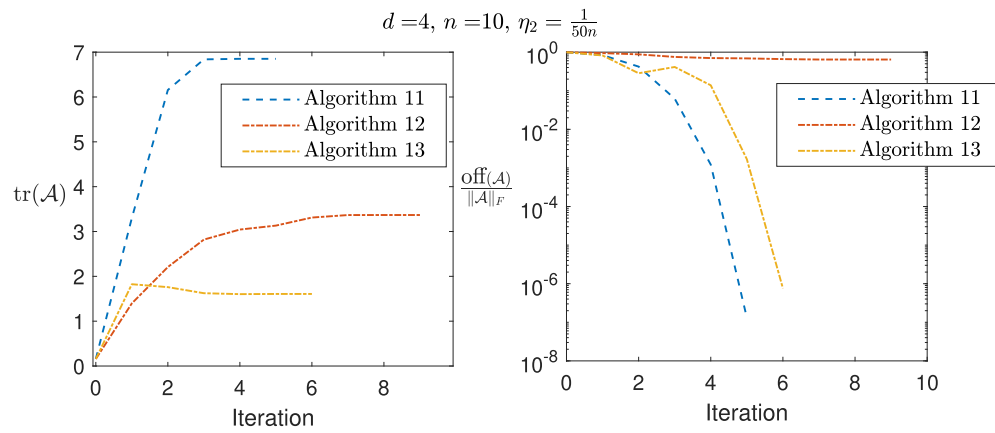 d =4, n =10, η₂ = 1/50n
tr(𝒜)
7
6
5
4
3
2
1
0
0 2 4 6 8
Iteration
Algorithm 11
Algorithm 12
Algorithm 13
off(𝒜)/‖𝒜‖_F
10⁰
10⁻²
10⁻⁴
10⁻⁶
10⁻⁸
0 2 4 6 8 10
Iteration
Algorithm 11
Algorithm 12
Algorithm 13